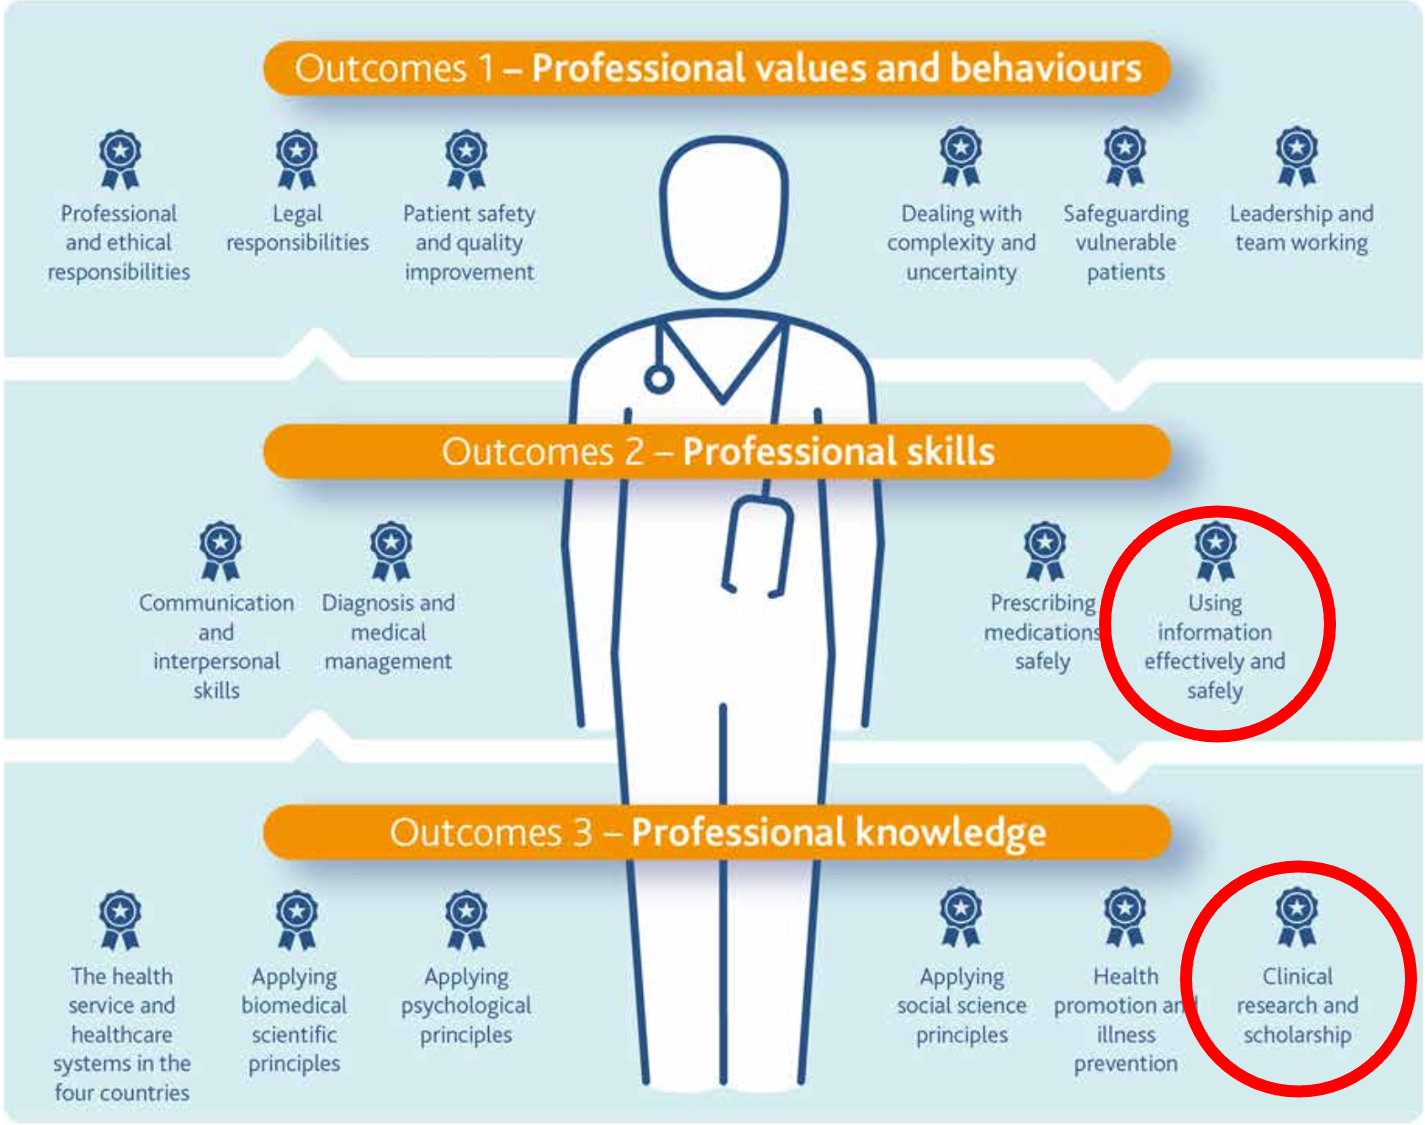 Outcomes 1 – Professional values and behaviours
Professional
and ethical
responsibilities
Legal
responsibilities
Patient safety
and quality
improvement
Dealing with
complexity and
uncertainty
Safeguarding
vulnerable
patients
Leadership and
team working
Outcomes 2 – Professional skills
Communication
and
interpersonal
skills
Diagnosis and
medical
management
Prescribing
medications
safely
Using
information
effectively and
safely
Outcomes 3 – Professional knowledge
The health
service and
healthcare
systems in the
four countries
Applying
biomedical
scientific
principles
Applying
psychological
principles
Applying
social science
principles
Health
promotion and
illness
prevention
Clinical
research and
scholarship